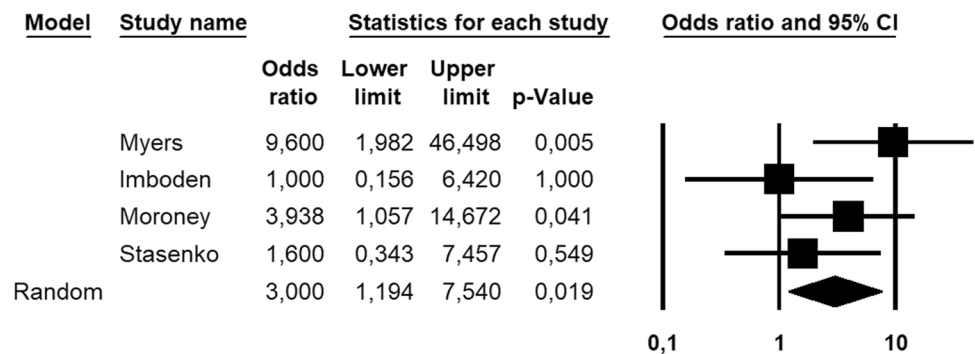 Model Study name Statistics for each study Odds ratio and 95% CI
Odds Lower Upper
ratio limit limit p-Value
Myers 9,600 1,982 46,498 0,005
Imboden 1,000 0,156 6,420 1,000
Moroney 3,938 1,057 14,672 0,041
Stasenko 1,600 0,343 7,457 0,549
Random 3,000 1,194 7,540 0,019
0,1 1 10